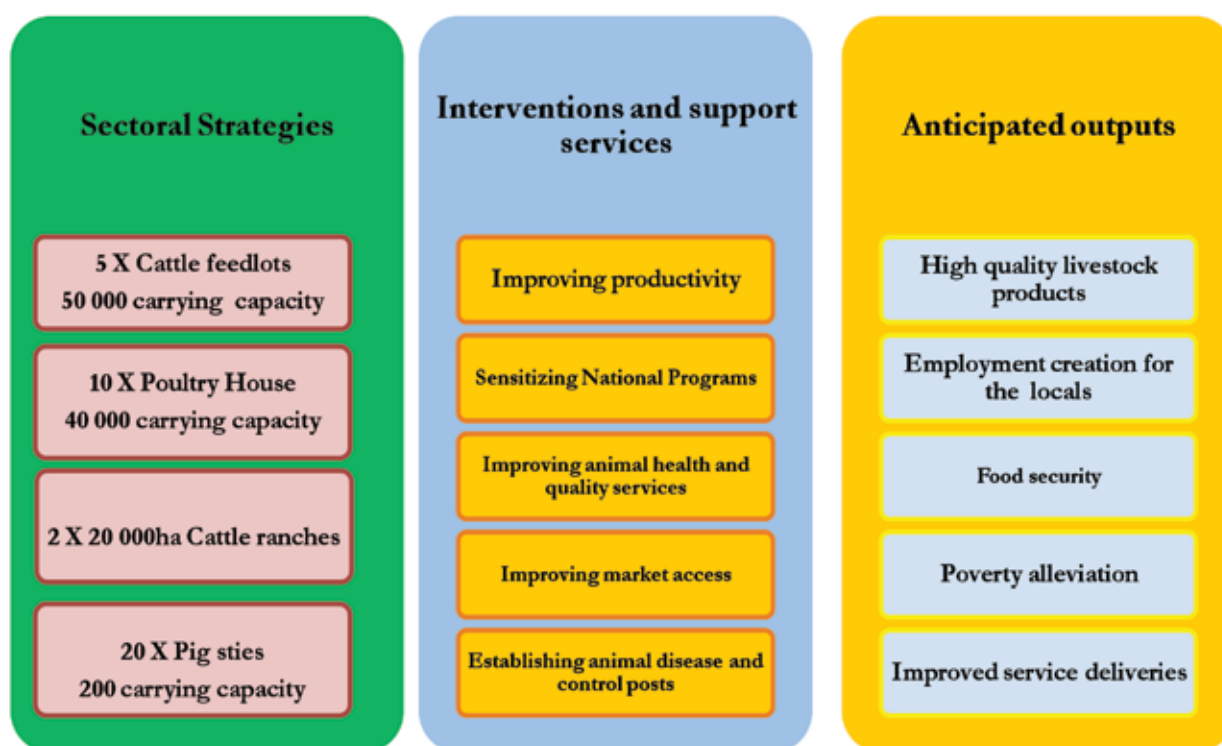 Sectoral Strategies
5 X Cattle feedlots
50 000 carrying capacity
10 X Poultry House
40 000 carrying capacity
2 X 20 000ha Cattle ranches
20 X Pig sties
200 carrying capacity
Interventions and support
services
Improving productivity
Sensitizing National Programs
Improving animal health and
quality services
Improving market access
Establishing animal disease and
control posts
Anticipated outputs
High quality livestock
products
Employment creation for
the locals
Food security
Poverty alleviation
Improved service deliveries